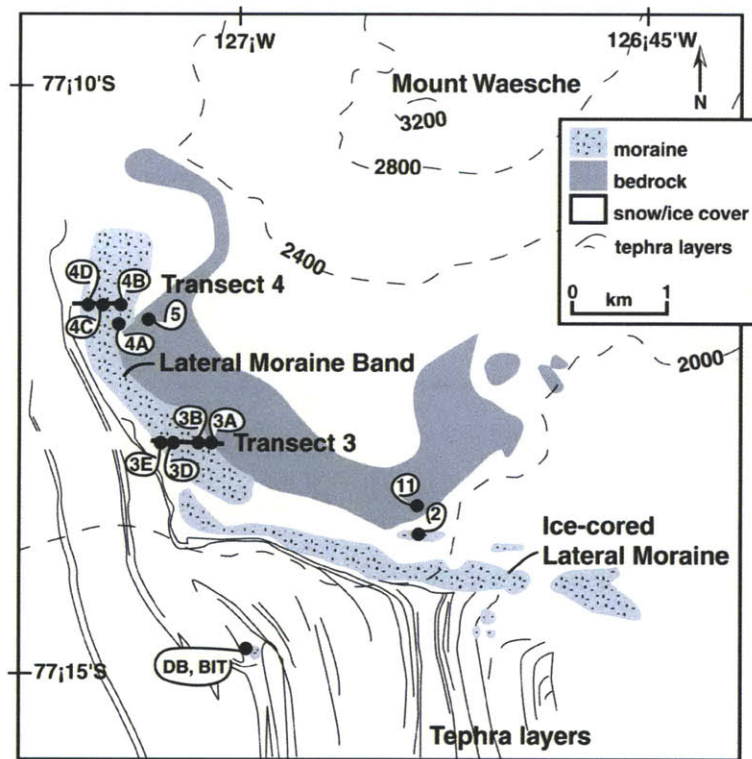 127¡W
126¡45'W
77¡10'S
Mount Waesche
N
3200
2800
moraine
bedrock
snow/ice cover
tephra layers
0 1
km
2400
4D
4B
Transect 4
5
4C
4A
2000
Lateral Moraine Band
3B
3A
Transect 3
3E
3D
11
(2
Ice-cored
Lateral Moraine
77¡15'S
DB, BIT
Tephra layers